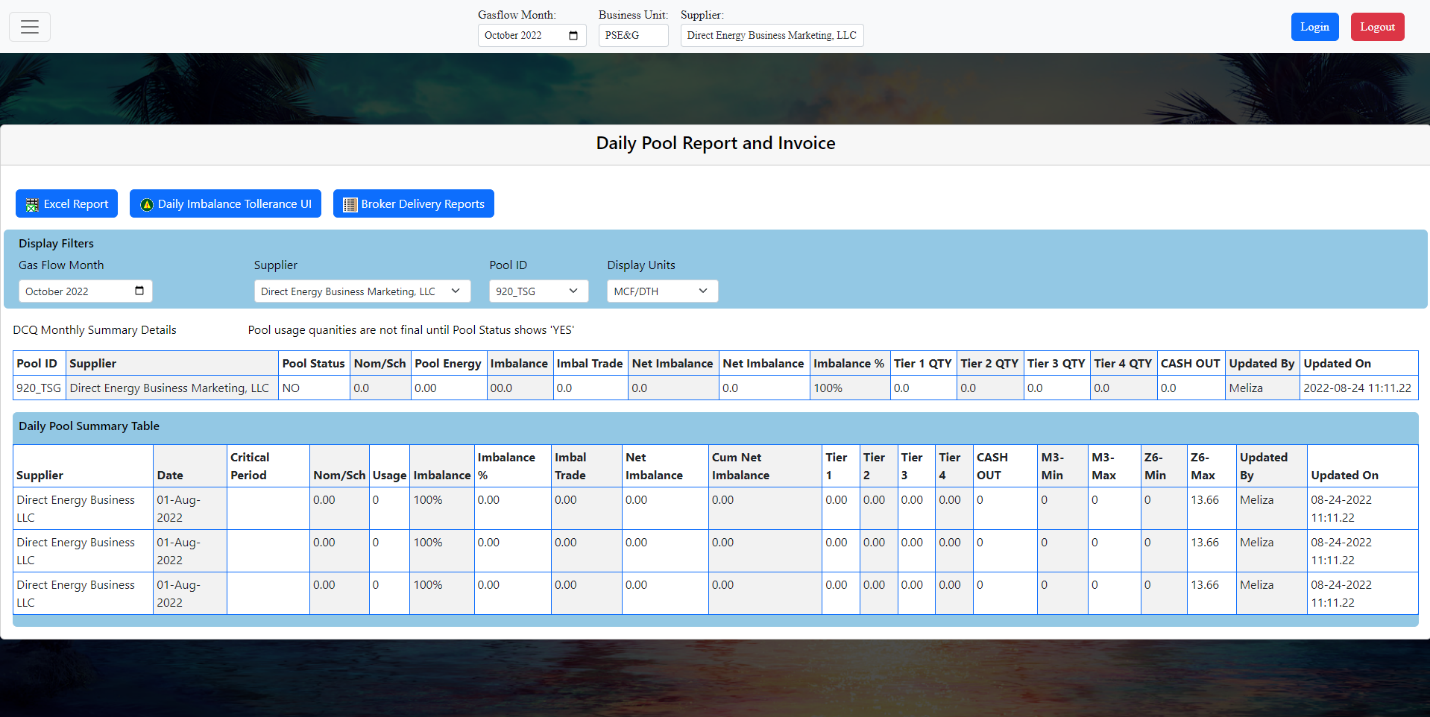 Gasflow Month: Business Unit: Supplier:
October 2022 PSE&G Direct Energy Business Marketing, LLC Login Logout
Daily Pool Report and Invoice
Excel Report Daily Imbalance Tollerance UI Broker Delivery Reports
Display Filters
Gas Flow Month Supplier Pool ID Display Units
October 2022 Direct Energy Business Marketing, LLC 920_TSG MCF/DTH
DCQ Monthly Summary Details Pool usage quanities are not final until Pool Status shows 'YES'
Pool ID Supplier Pool Status Nom/Sch Pool Energy Imbalance Imbal Trade Net Imbalance Net Imbalance Imbalance % Tier 1 QTY Tier 2 QTY Tier 3 QTY Tier 4 QTY CASH OUT Updated By Updated On
920_TSG Direct Energy Business Marketing, LLC NO 0.0 0.00 00.0 0.0 0.0 0.0 100% 0.0 0.0 0.0 0.0 0.0 Meliza 2022-08-24 11:11.22
Daily Pool Summary Table
Critical Imbalance Imbal Net Cum Net Tier Tier Tier Tier CASH M3- M3- Z6- Z6- Updated
Supplier Date Period Nom/Sch Usage Imbalance % Trade Imbalance Imbalance 1 2 3 4 OUT Min Max Min Max By Updated On
Direct Energy Business 01-Aug- 0.00 0 100% 0.00 0.00 0.00 0.00 0.00 0.00 0.00 0.00 0 0 0 0 13.66 Meliza 08-24-2022
LLC 2022 11:11.22
Direct Energy Business 01-Aug- 0.00 0 100% 0.00 0.00 0.00 0.00 0.00 0.00 0.00 0.00 0 0 0 0 13.66 Meliza 08-24-2022
LLC 2022 11:11.22
Direct Energy Business 01-Aug- 0.00 0 100% 0.00 0.00 0.00 0.00 0.00 0.00 0.00 0.00 0 0 0 0 13.66 Meliza 08-24-2022
LLC 2022 11:11.22